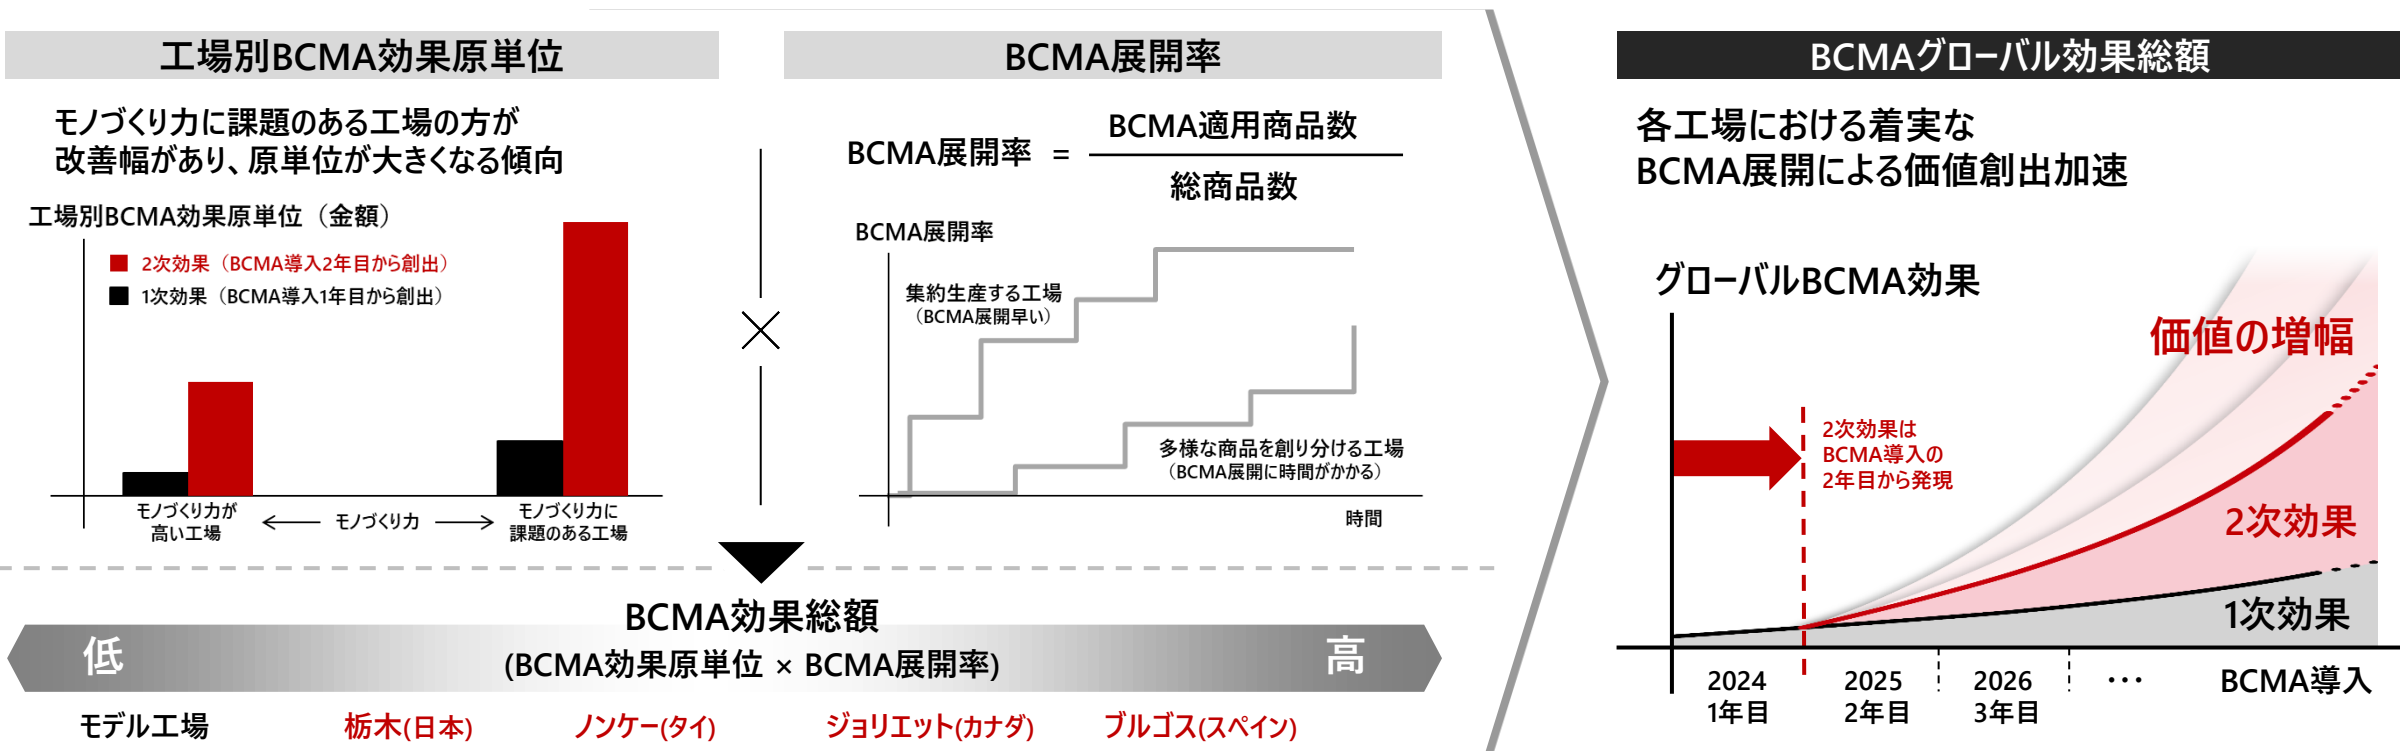 工場別BCMA効果原単位
モノづくり力に課題のある工場の方が
改善幅があり、原単位が大きくなる傾向
工場別BCMA効果原単位（金額）
2次効果（BCMA導入2年目から創出）
1次効果（BCMA導入1年目から創出）
モノづくり力が
高い工場
モノづくり力
モノづくり力に
課題のある工場
×
BCMA展開率
BCMA展開率 =
BCMA適用商品数
総商品数
BCMA展開率
集約生産する工場
（BCMA展開早い）
多様な商品を創り分ける工場
（BCMA展開に時間がかかる）
時間
BCMA効果総額
(BCMA効果原単位 × BCMA展開率)
低
高
モデル工場
栃木(日本)
ノンケー(タイ)
ジョリエット(カナダ)
ブルゴス(スペイン)
BCMAグローバル効果総額
各工場における着実な
BCMA展開による価値創出加速
グローバルBCMA効果
価値の増幅
2次効果は
BCMA導入の
2年目から発現
2次効果
1次効果
2024
1年目
2025
2年目
2026
3年目
…
BCMA導入